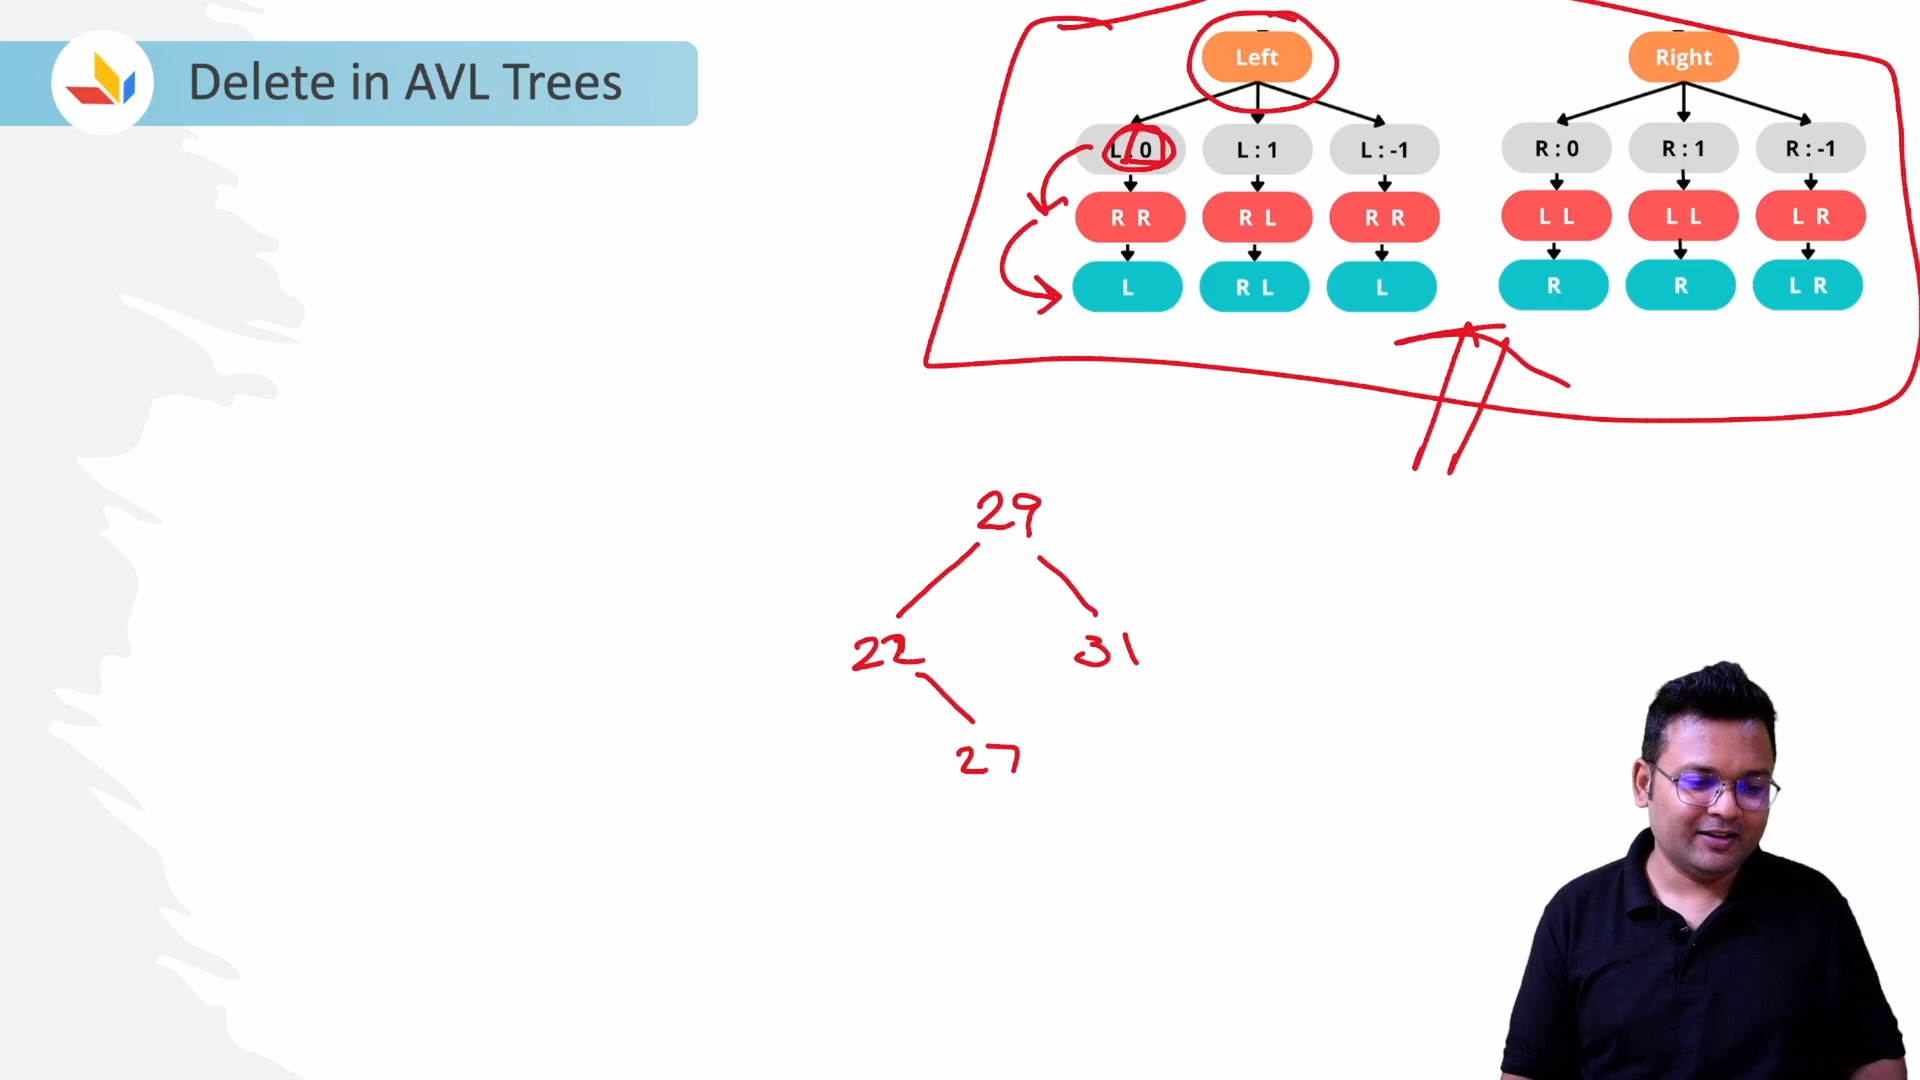 Delete in AVL Trees
Left Right
L : 0 L : 1 L : -1 R : 0 R : 1 R : -1
R R R L R R L L L L L R
L R L L R R L R
29
22 31
27